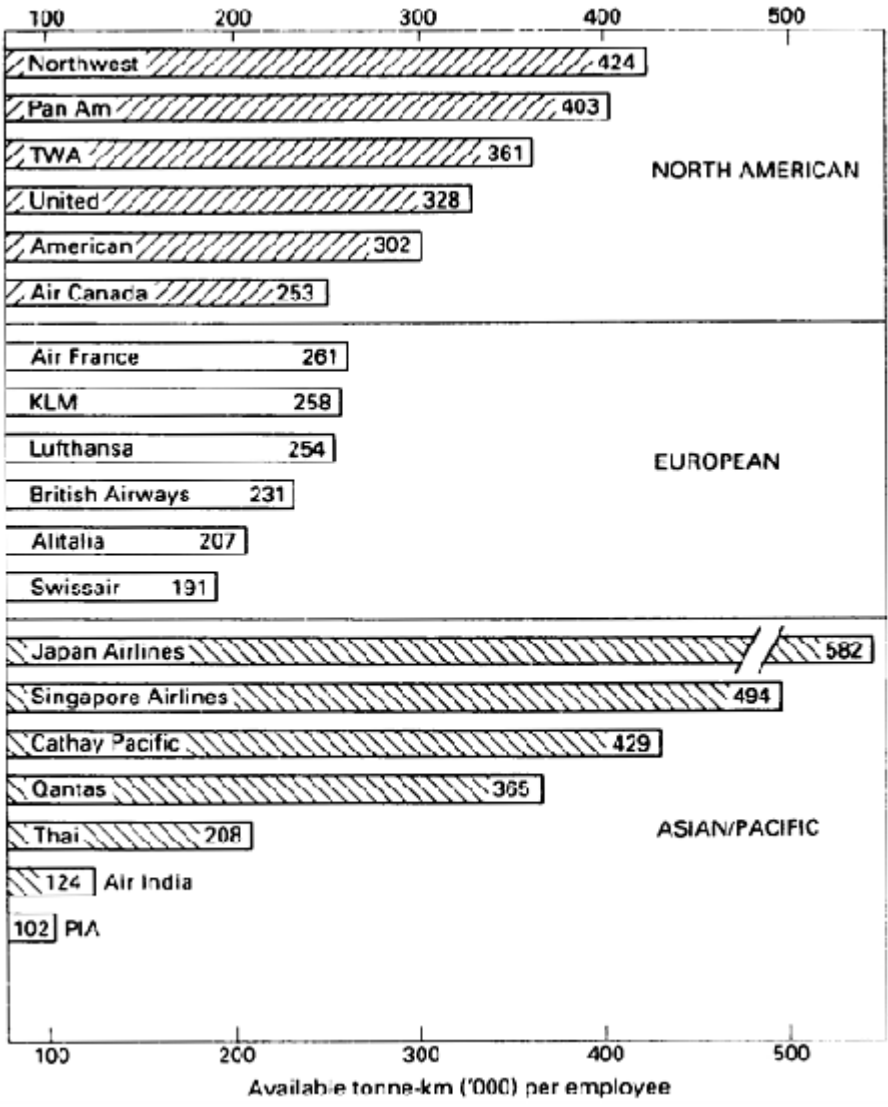 100 200 300 400 500
Northwest 424
Pan Am 403
TWA 361
NORTH AMERICAN
United 328
American 302
Air Canada 253
Air France 261
KLM 258
Lufthansa 254
EUROPEAN
British Airways 231
Alitalia 207
Swissair 191
Japan Airlines 582
Singapore Airlines 494
Cathay Pacific 429
Qantas 365
Thai 208
ASIAN/PACIFIC
124 Air India
102 PIA
100 200 300 400 500
Available tonne-km ('000) per employee